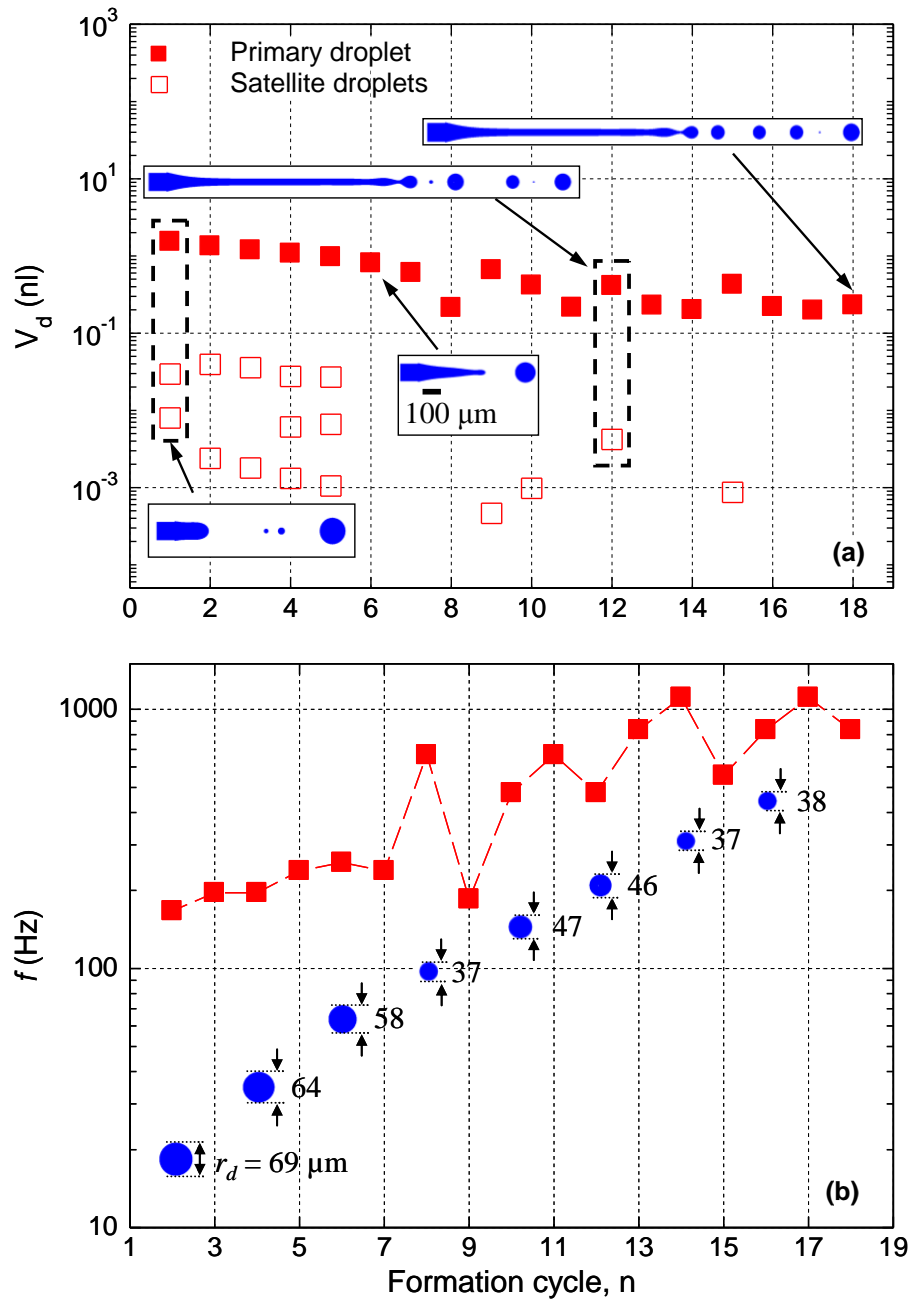 10³
Primary droplet
Satellite droplets
10¹
V_d (nl)
10⁻¹
100 μm
10⁻³
(a)
0 2 4 6 8 10 12 14 16 18
1000
38
37
46
f (Hz)
47
100
37
58
64
r_d = 69 μm
(b)
10
1 3 5 7 9 11 13 15 17 19
Formation cycle, n